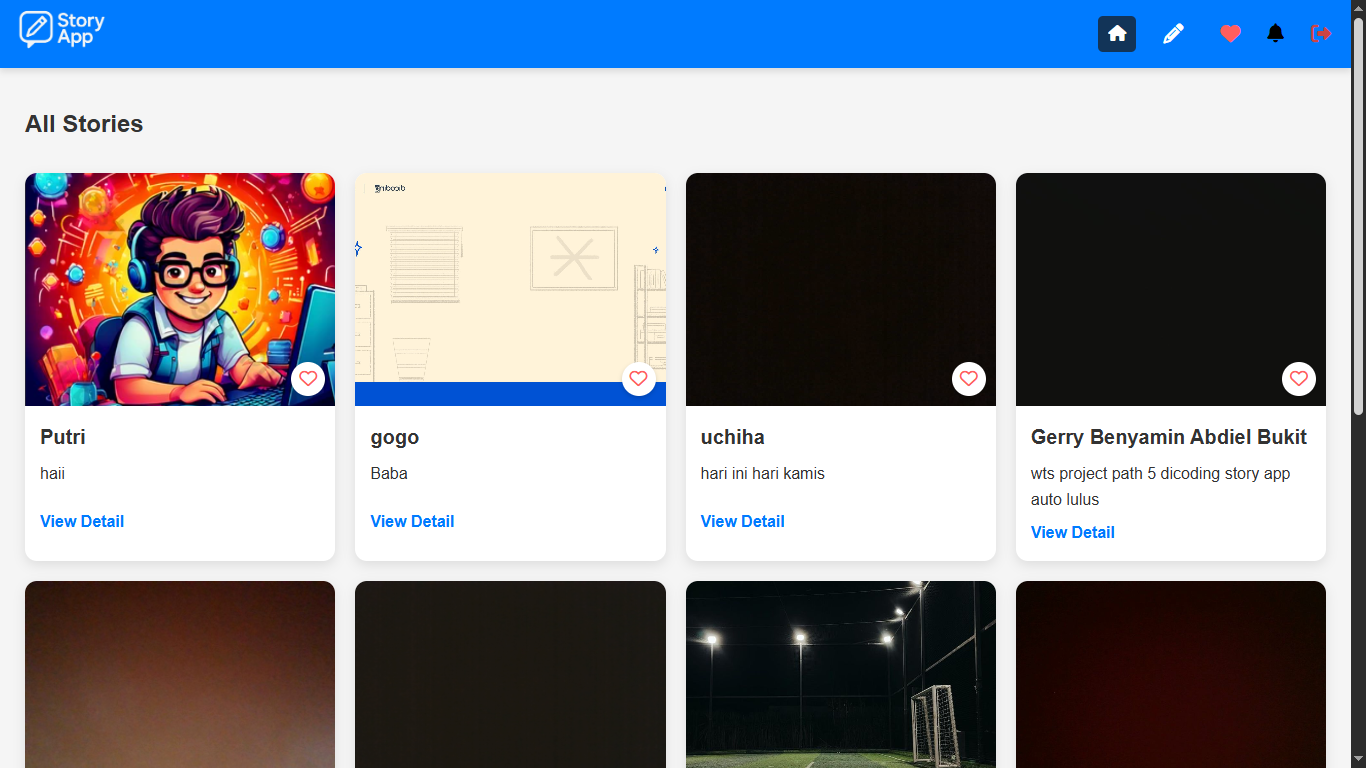 Story
App
All Stories
Putri
haii
View Detail
gogo
Baba
View Detail
uchiha
hari ini hari kamis
View Detail
Gerry Benyamin Abdiel Bukit
wts project path 5 dicoding story app
auto lulus
View Detail